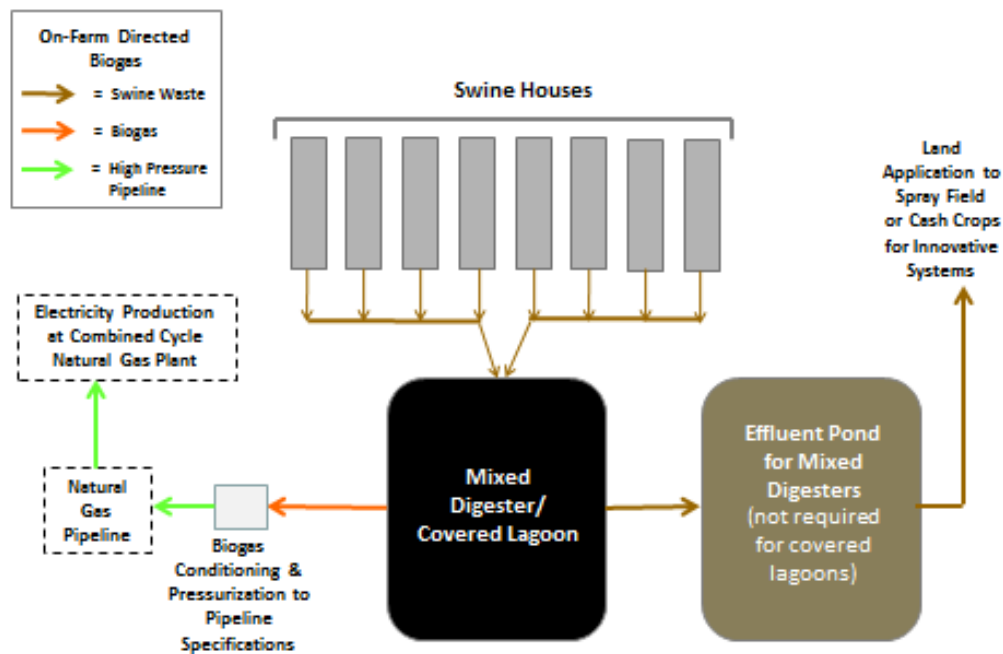 On-Farm Directed
Biogas
= Swine Waste
= Biogas
= High Pressure
Pipeline
Swine Houses
Land
Application to
Spray Field
or Cash Crops
for Innovative
Systems
Electricity Production
at Combined Cycle
Natural Gas Plant
Natural
Gas
Pipeline
Biogas
Conditioning &
Pressurization to
Pipeline
Specifications
Mixed
Digester/
Covered Lagoon
Effluent Pond
for Mixed
Digesters
(not required
for covered
lagoons)